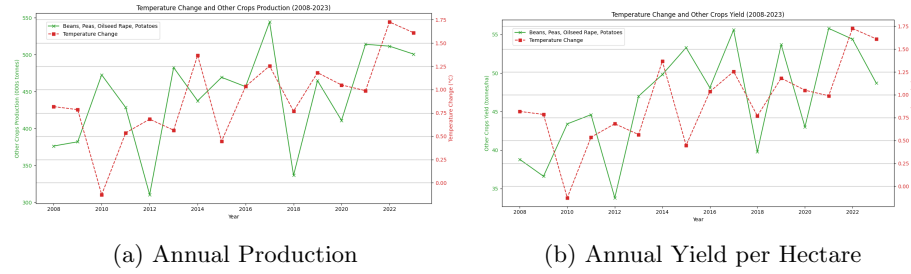 Temperature Change and Other Crops Production (2008-2023)
Beans, Peas, Oilseed Rape, Potatoes
Temperature Change
Other Crops Production (000s tonnes)
550
500
450
400
350
300
1.75
1.50
1.25
1.00
0.75
0.50
0.25
0.00
Temperature Change (°C)
2008 2010 2012 2014 2016 2018 2020 2022
Year
(a) Annual Production
Temperature Change and Other Crops Yield (2008-2023)
Beans, Peas, Oilseed Rape, Potatoes
Temperature Change
Other Crops Yield (tonnes/ha)
55
50
45
40
35
1.75
1.50
1.25
1.00
0.75
0.50
0.25
0.00
Temperature Change (°C)
2008 2010 2012 2014 2016 2018 2020 2022
Year
(b) Annual Yield per Hectare